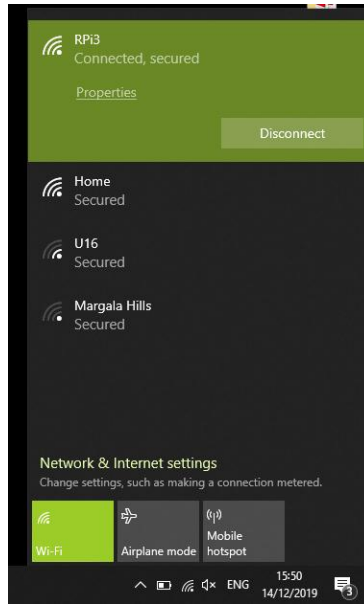 RPi3
Connected, secured
Properties
Disconnect
Home
Secured
U16
Secured
Margala Hills
Secured
Network & Internet settings
Change settings, such as making a connection metered.
Wi-Fi
Airplane mode
Mobile
hotspot
ENG
15:50
14/12/2019
3